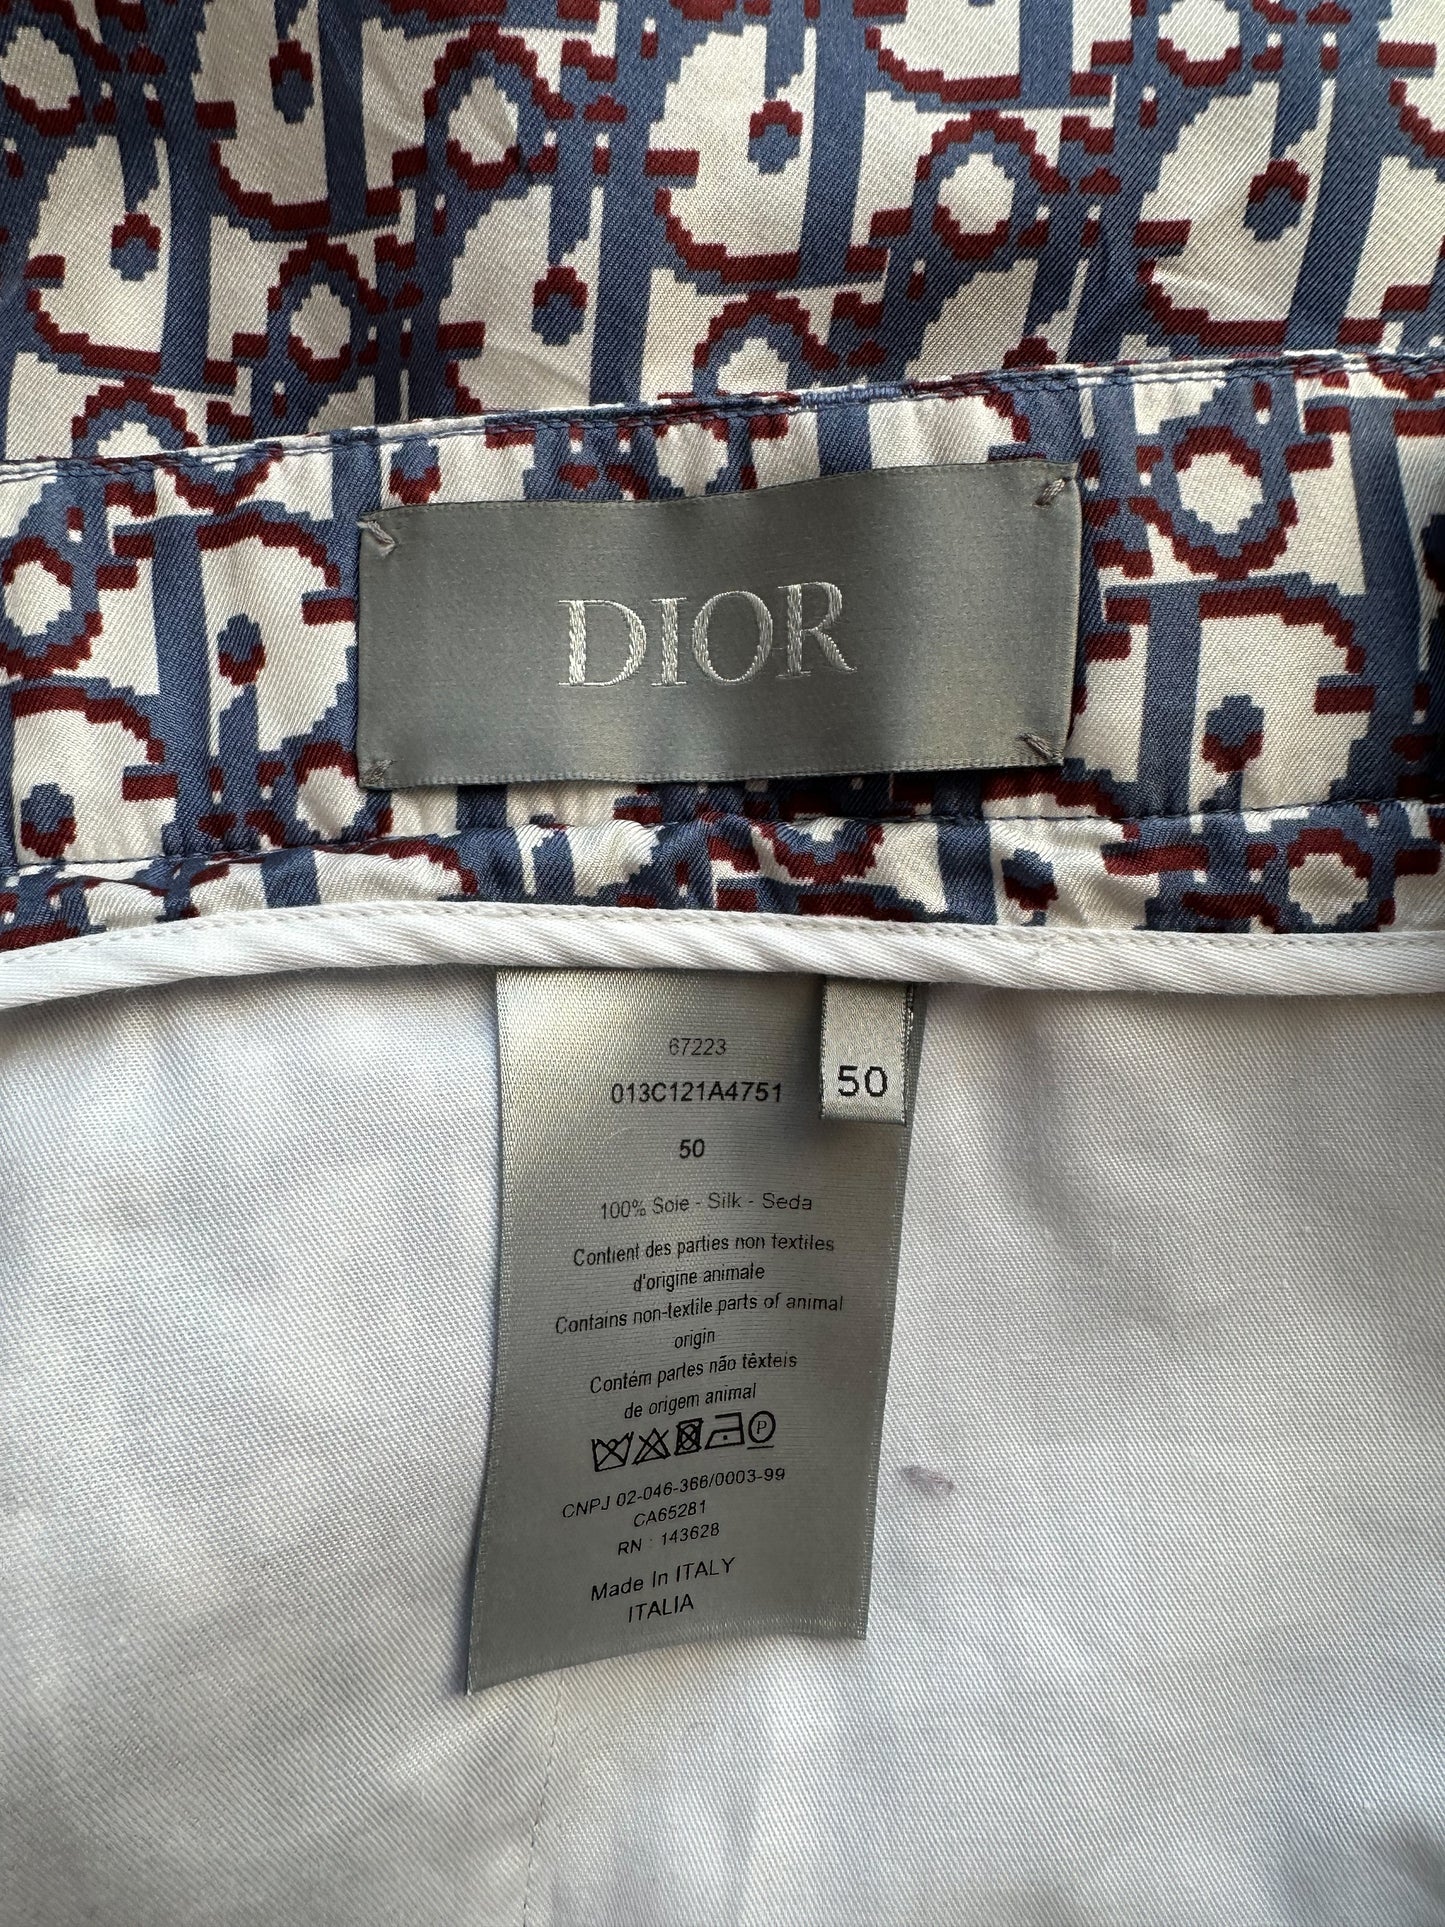 DIOR
67223
013C121A4751
50
50
100% Soie - Silk - Seda
Contient des parties non textiles
d'origine animale
Contains non-textile parts of animal
origin
Contém partes não têxteis
de origem animal
P
CNPJ 02-046-366/0003-99
CA65281
RN : 143628
Made In ITALY
ITALIA